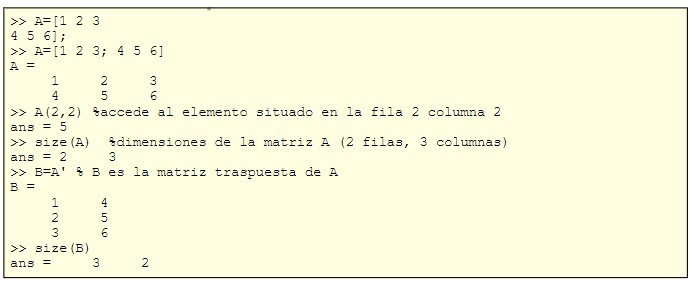 >> A=[1 2 3
4 5 6];
>> A=[1 2 3; 4 5 6]
A =
1 2 3
4 5 6
>> A(2,2) %accede al elemento situado en la fila 2 columna 2
ans = 5
>> size(A) %dimensiones de la matriz A (2 filas, 3 columnas)
ans = 2 3
>> B=A' % B es la matriz traspuesta de A
B =
1 4
2 5
3 6
>> size(B)
ans = 3 2